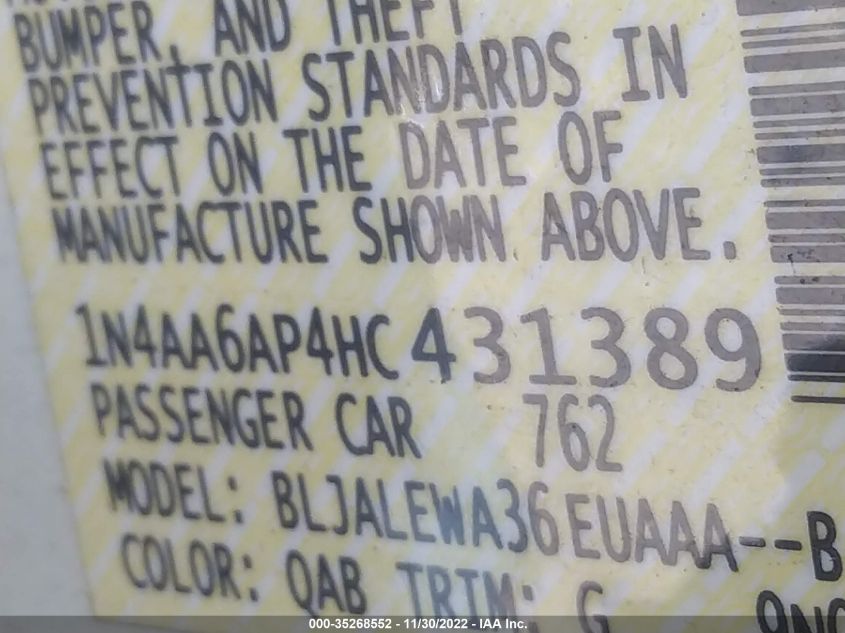 BUMPER, AND THEFT
PREVENTION STANDARDS IN
EFFECT ON THE DATE OF
MANUFACTURE SHOWN ABOVE.
1N4AA6AP4HC431389
PASSENGER CAR 762
MODEL: BLJALEWA36EUAAA--B
COLOR: QAB TRIM: G
000-35268552 - 11/30/2022 - IAA Inc.